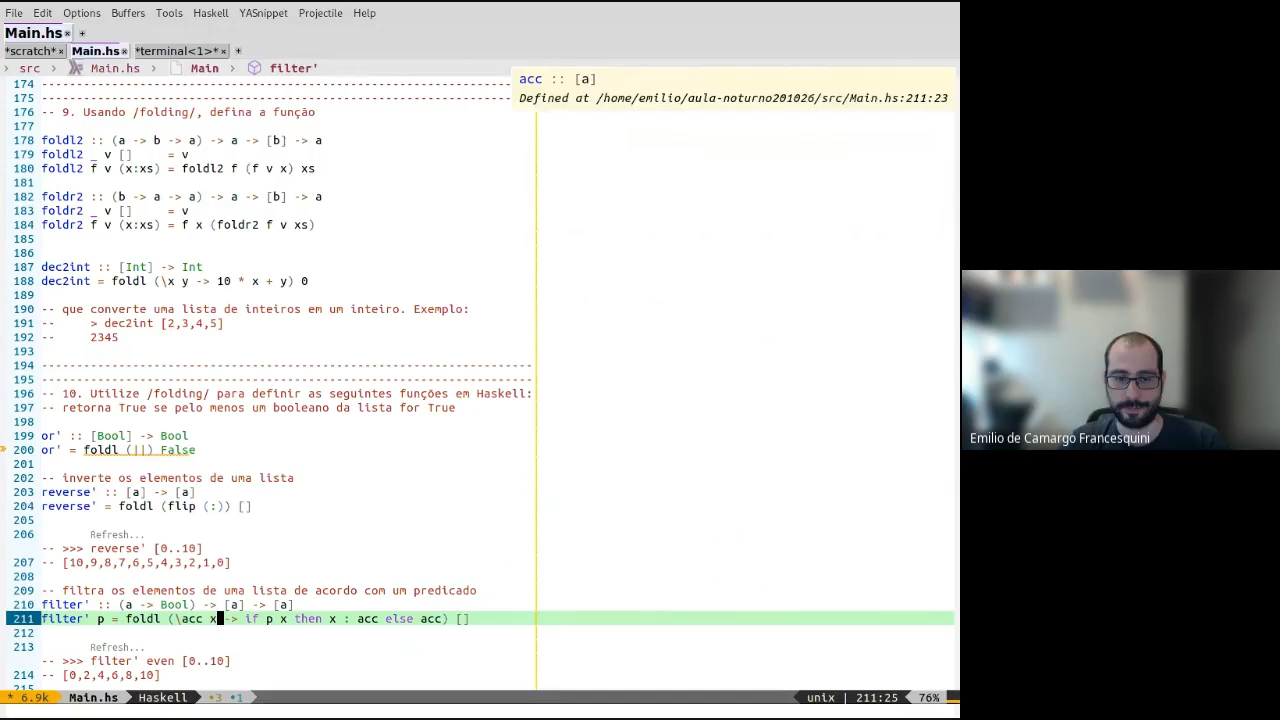 File Edit Options Buffers Tools Haskell YASnippet Projectile Help
Main.hs × +
*scratch* × Main.hs × *terminal<1>* × +
> src > Main.hs > Main > filter'
acc :: [a]
Defined at /home/emilio/aula-noturno201026/src/Main.hs:211:23
174 ----------------------------------------------------------------------
175 ----------------------------------------------------------------------
176 -- 9. Usando /folding/, defina a função
177
178 foldl2 :: (a -> b -> a) -> a -> [b] -> a
179 foldl2 _ v []     = v
180 foldl2 f v (x:xs) = foldl2 f (f v x) xs
181
182 foldr2 :: (b -> a -> a) -> a -> [b] -> a
183 foldr2 _ v []     = v
184 foldr2 f v (x:xs) = f x (foldr2 f v xs)
185
186
187 dec2int :: [Int] -> Int
188 dec2int = foldl (\x y -> 10 * x + y) 0
189
190 -- que converte uma lista de inteiros em um inteiro. Exemplo:
191 --     > dec2int [2,3,4,5]
192 --     2345
193
194 ----------------------------------------------------------------------
195 ----------------------------------------------------------------------
196 -- 10. Utilize /folding/ para definir as seguintes funções em Haskell:
197 -- retorna True se pelo menos um booleano da lista for True
198
199 or' :: [Bool] -> Bool
200 or' = foldl (||) False
201
202 -- inverte os elementos de uma lista
203 reverse' :: [a] -> [a]
204 reverse' = foldl (flip (:)) []
205
206 Refresh...
-- >>> reverse' [0..10]
207 -- [10,9,8,7,6,5,4,3,2,1,0]
208
209 -- filtra os elementos de uma lista de acordo com um predicado
210 filter' :: (a -> Bool) -> [a] -> [a]
211 filter' p = foldl (\acc x -> if p x then x : acc else acc) []
212
213 Refresh...
-- >>> filter' even [0..10]
214 -- [0,2,4,6,8,10]
* 6.9k Main.hs Haskell •3 •1 unix | 211:25 76%
Emilio de Camargo Francesquini